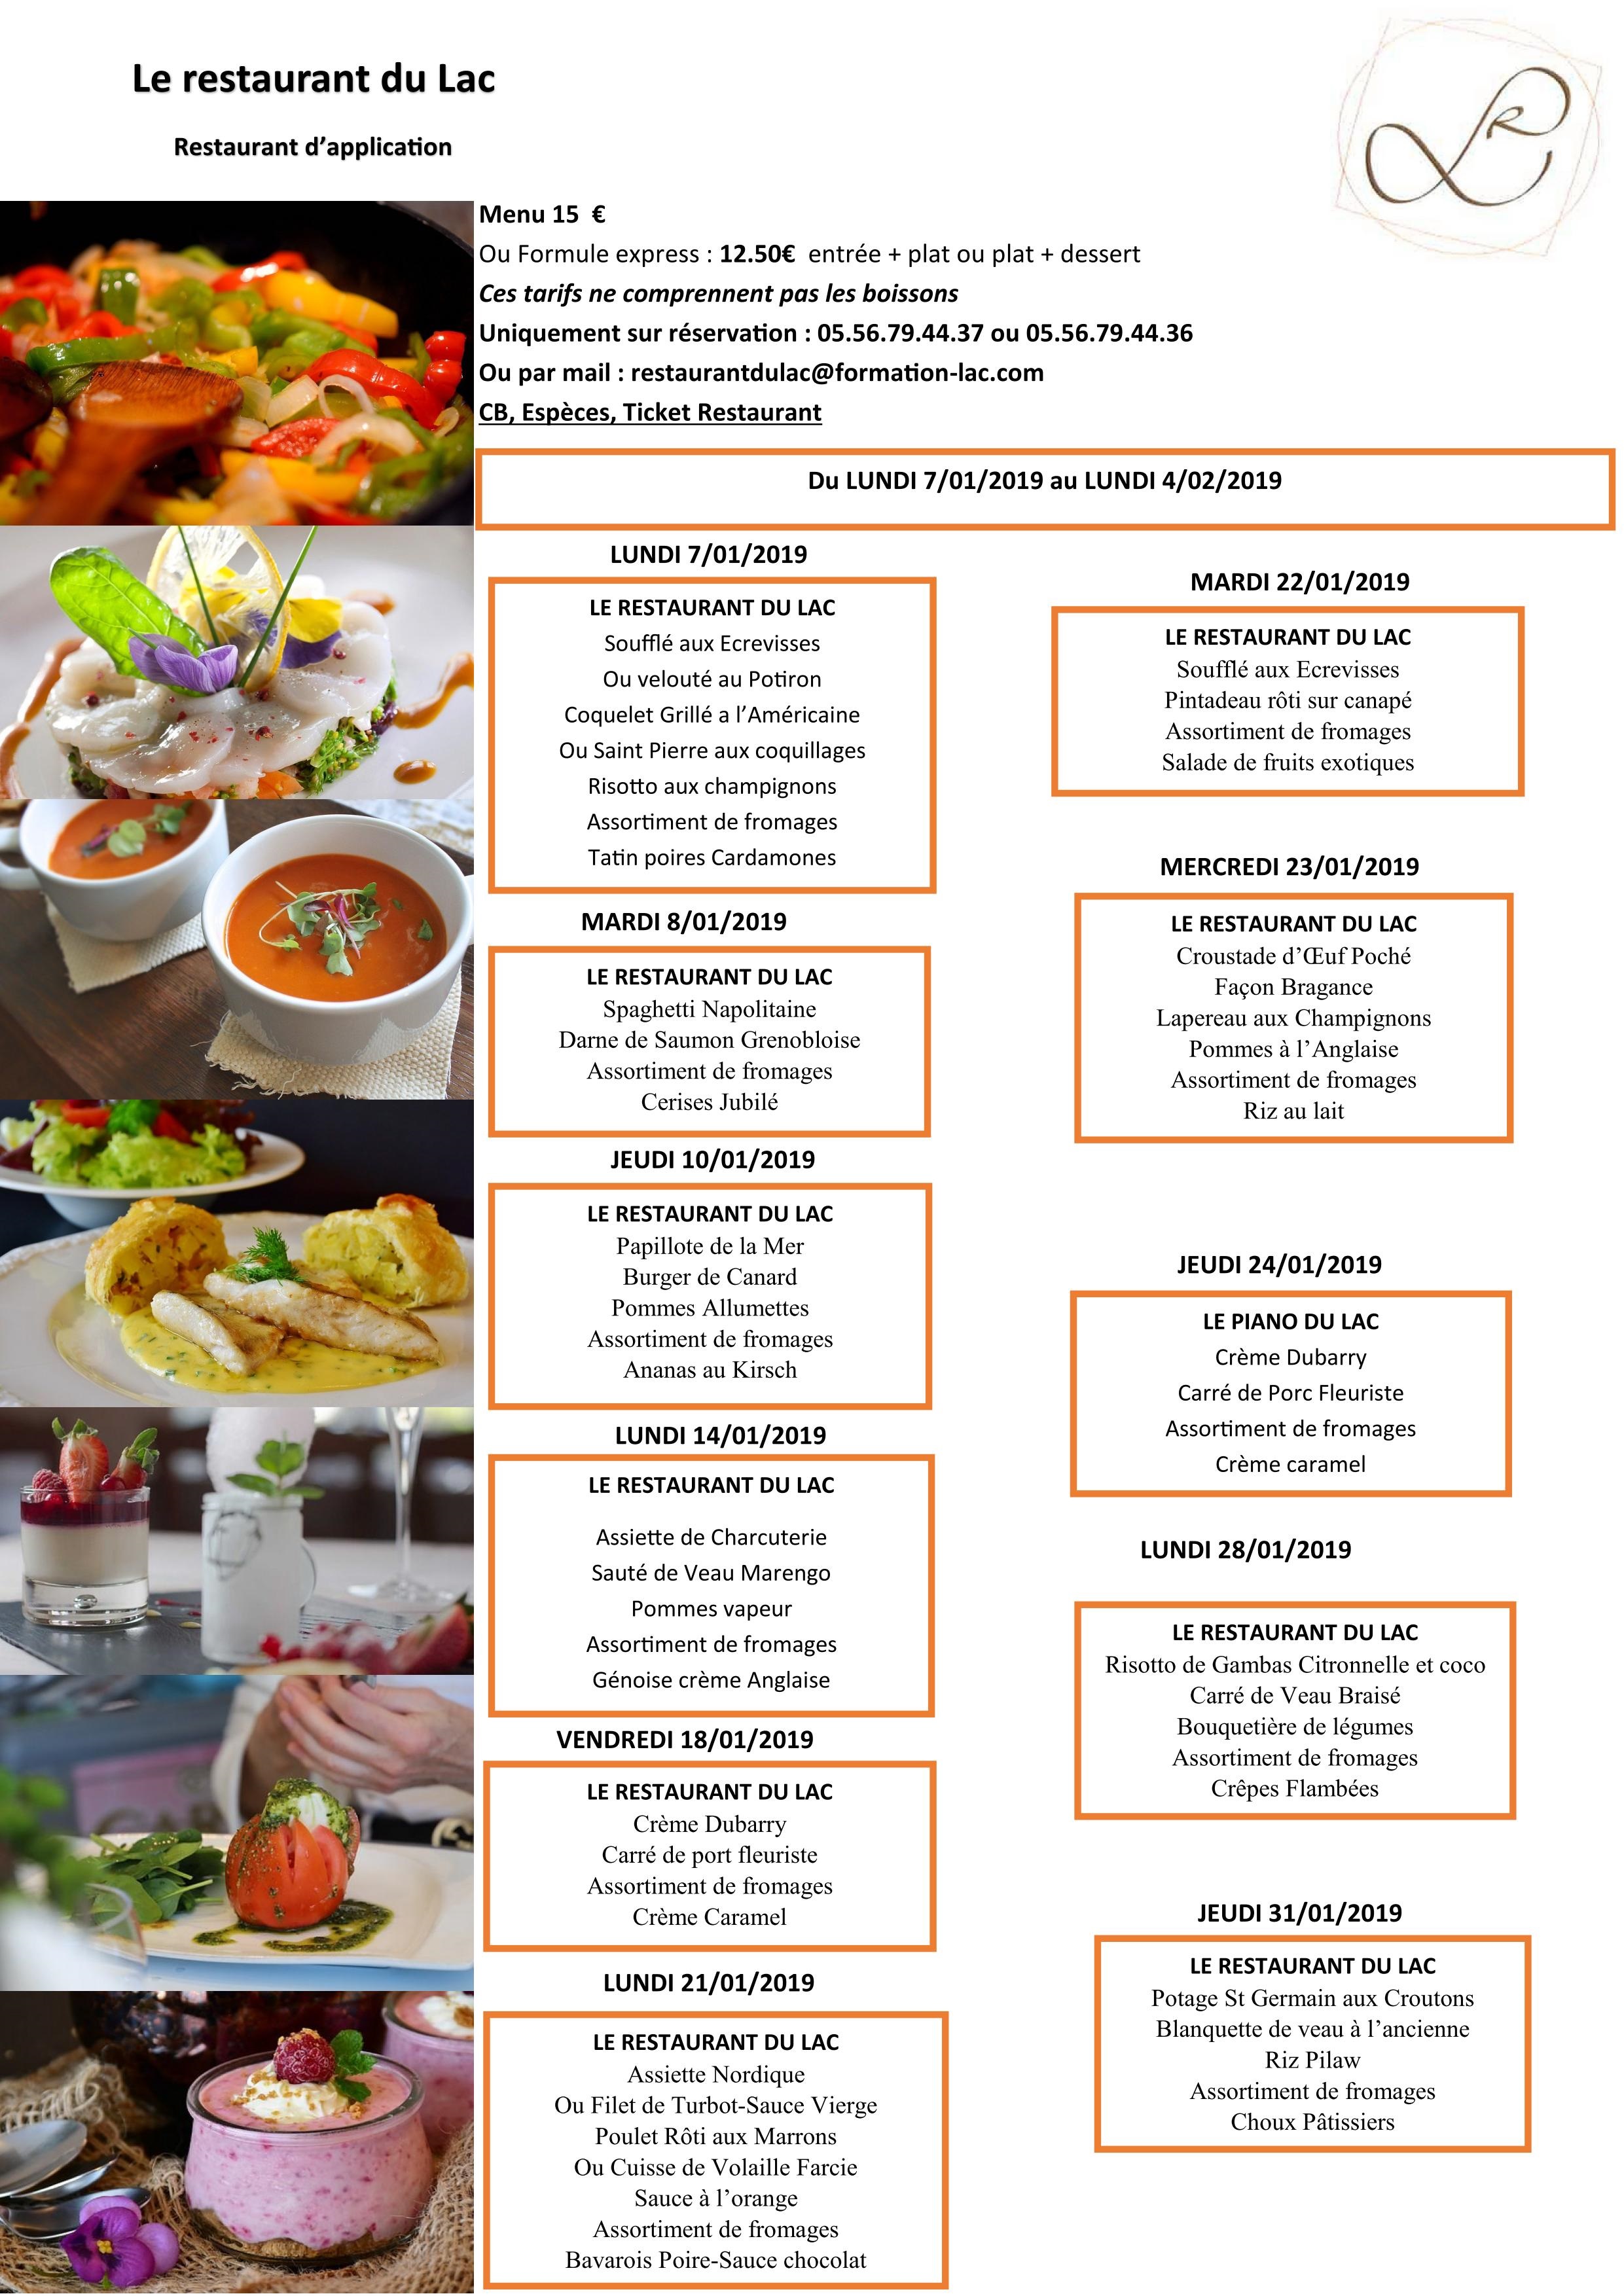 Le restaurant du Lac
Restaurant d’application
Menu 15 €
Ou Formule express : 12.50€ entrée + plat ou plat + dessert
Ces tarifs ne comprennent pas les boissons
Uniquement sur réservation : 05.56.79.44.37 ou 05.56.79.44.36
Ou par mail : restaurantdulac@formation-lac.com
CB, Espèces, Ticket Restaurant
Du LUNDI 7/01/2019 au LUNDI 4/02/2019
LUNDI 7/01/2019
LE RESTAURANT DU LAC
Soufflé aux Ecrevisses
Ou velouté au Potiron
Coquelet Grillé a l’Américaine
Ou Saint Pierre aux coquillages
Risotto aux champignons
Assortiment de fromages
Tatin poires Cardamones
MARDI 8/01/2019
LE RESTAURANT DU LAC
Spaghetti Napolitaine
Darne de Saumon Grenobloise
Assortiment de fromages
Cerises Jubilé
JEUDI 10/01/2019
LE RESTAURANT DU LAC
Papillote de la Mer
Burger de Canard
Pommes Allumettes
Assortiment de fromages
Ananas au Kirsch
LUNDI 14/01/2019
LE RESTAURANT DU LAC
Assiette de Charcuterie
Sauté de Veau Marengo
Pommes vapeur
Assortiment de fromages
Génoise crème Anglaise
VENDREDI 18/01/2019
LE RESTAURANT DU LAC
Crème Dubarry
Carré de port fleuriste
Assortiment de fromages
Crème Caramel
LUNDI 21/01/2019
LE RESTAURANT DU LAC
Assiette Nordique
Ou Filet de Turbot-Sauce Vierge
Poulet Rôti aux Marrons
Ou Cuisse de Volaille Farcie
Sauce à l’orange
Assortiment de fromages
Bavarois Poire-Sauce chocolat
MARDI 22/01/2019
LE RESTAURANT DU LAC
Soufflé aux Ecrevisses
Pintadeau rôti sur canapé
Assortiment de fromages
Salade de fruits exotiques
MERCREDI 23/01/2019
LE RESTAURANT DU LAC
Croustade d’Œuf Poché
Façon Bragance
Lapereau aux Champignons
Pommes à l’Anglaise
Assortiment de fromages
Riz au lait
JEUDI 24/01/2019
LE PIANO DU LAC
Crème Dubarry
Carré de Porc Fleuriste
Assortiment de fromages
Crème caramel
LUNDI 28/01/2019
LE RESTAURANT DU LAC
Risotto de Gambas Citronnelle et coco
Carré de Veau Braisé
Bouquetière de légumes
Assortiment de fromages
Crêpes Flambées
JEUDI 31/01/2019
LE RESTAURANT DU LAC
Potage St Germain aux Croutons
Blanquette de veau à l’ancienne
Riz Pilaw
Assortiment de fromages
Choux Pâtissiers